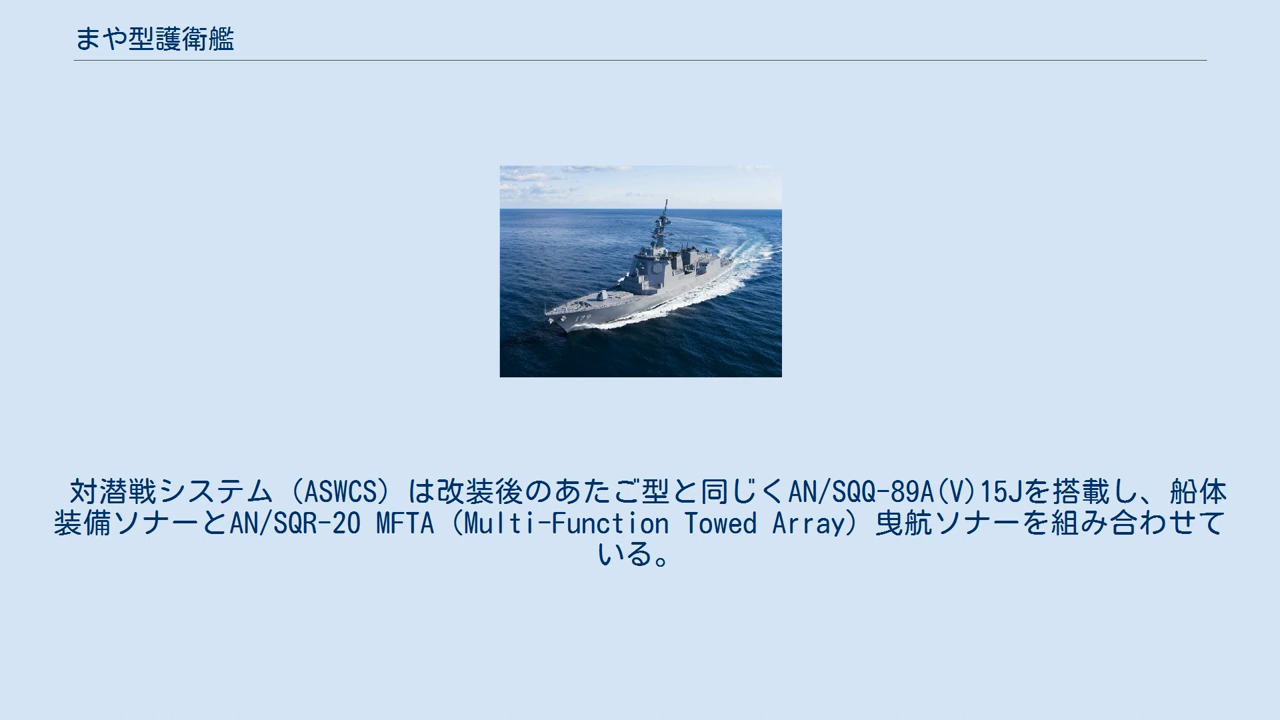 まや型護衛艦
179
対潜戦システム（ASWCS）は改装後のあたご型と同じくAN/SQQ-89A(V)15Jを搭載し、船体
装備ソナーとAN/SQR-20 MFTA（Multi-Function Towed Array）曳航ソナーを組み合わせて
いる。